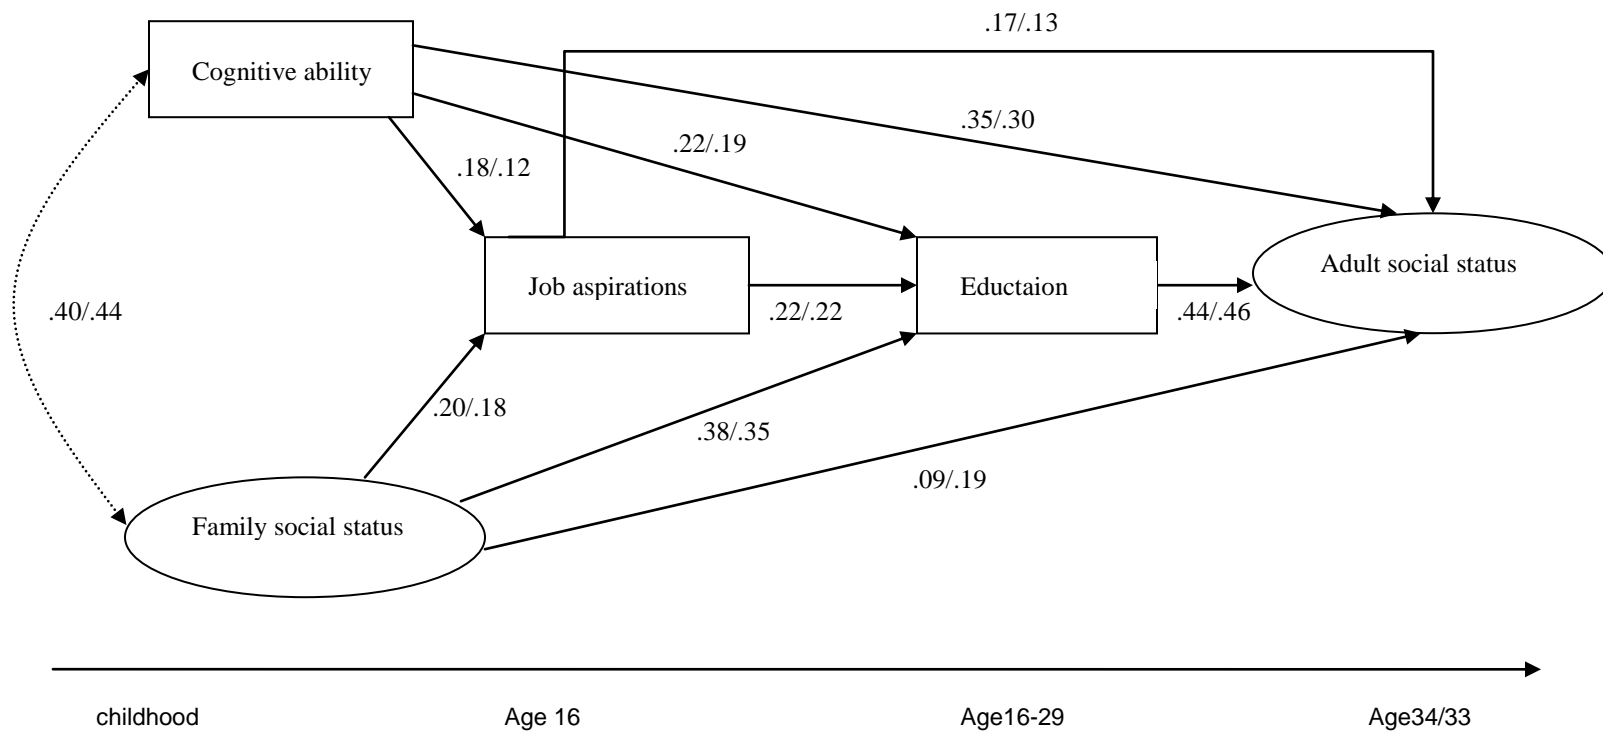 .17/.13
Cognitive ability
.35/.30
.22/.19
.18/.12
Adult social status
Job aspirations
Eductaion
.40/.44
.22/.22
.44/.46
.20/.18
.38/.35
.09/.19
Family social status
childhood
Age 16
Age16-29
Age34/33